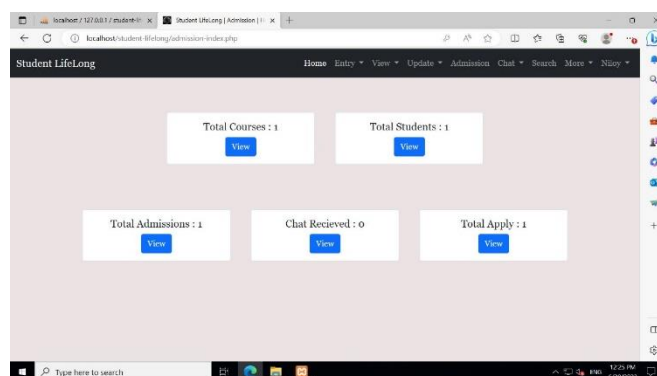 localhost / 127.0.0.1 / student-li
Student LifeLong | Admission |
localhost/student-lifelong/admission-index.php
Student LifeLong
Home Entry View Update Admission Chat Search More
Total Courses : 1
Total Students : 1
View
View
Total Admissions : 1
Chat Recieved : 0
Total Apply : 1
View
View
View
Type here to search
ENG
12:25 PM